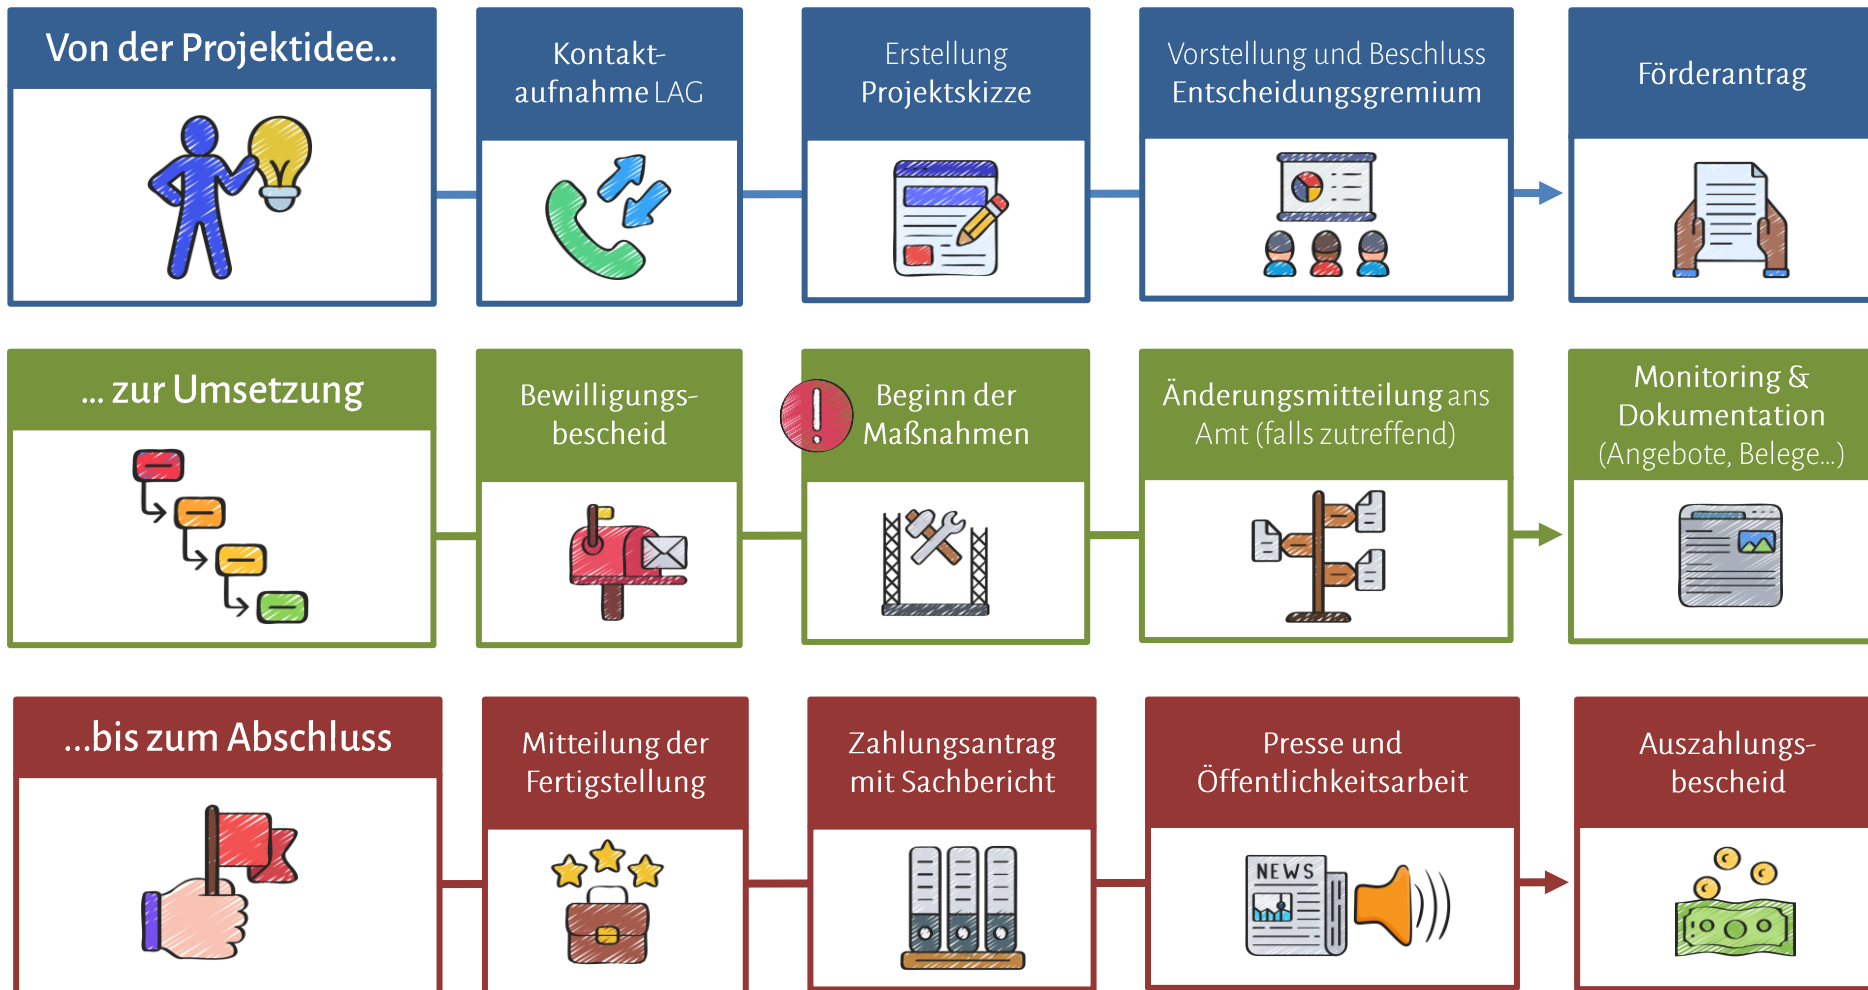 Von der Projektidee...
Kontakt-
aufnahme LAG
Erstellung
Projektskizze
Vorstellung und Beschluss
Entscheidungsgremium
Förderantrag
... zur Umsetzung
Bewilligungs-
bescheid
Beginn der
Maßnahmen
Änderungsmitteilung ans
Amt (falls zutreffend)
Monitoring &
Dokumentation
(Angebote, Belege...)
...bis zum Abschluss
Mitteilung der
Fertigstellung
Zahlungsantrag
mit Sachbericht
Presse und
Öffentlichkeitsarbeit
NEWS
Auszahlungs-
bescheid